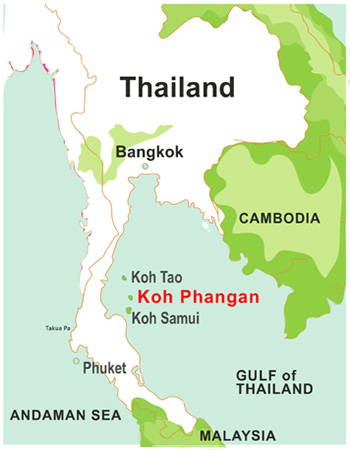 Thailand
Bangkok
CAMBODIA
Koh Tao
Koh Phangan
Koh Samui
Takua Pa
Phuket
GULF of
THAILAND
ANDAMAN SEA
MALAYSIA